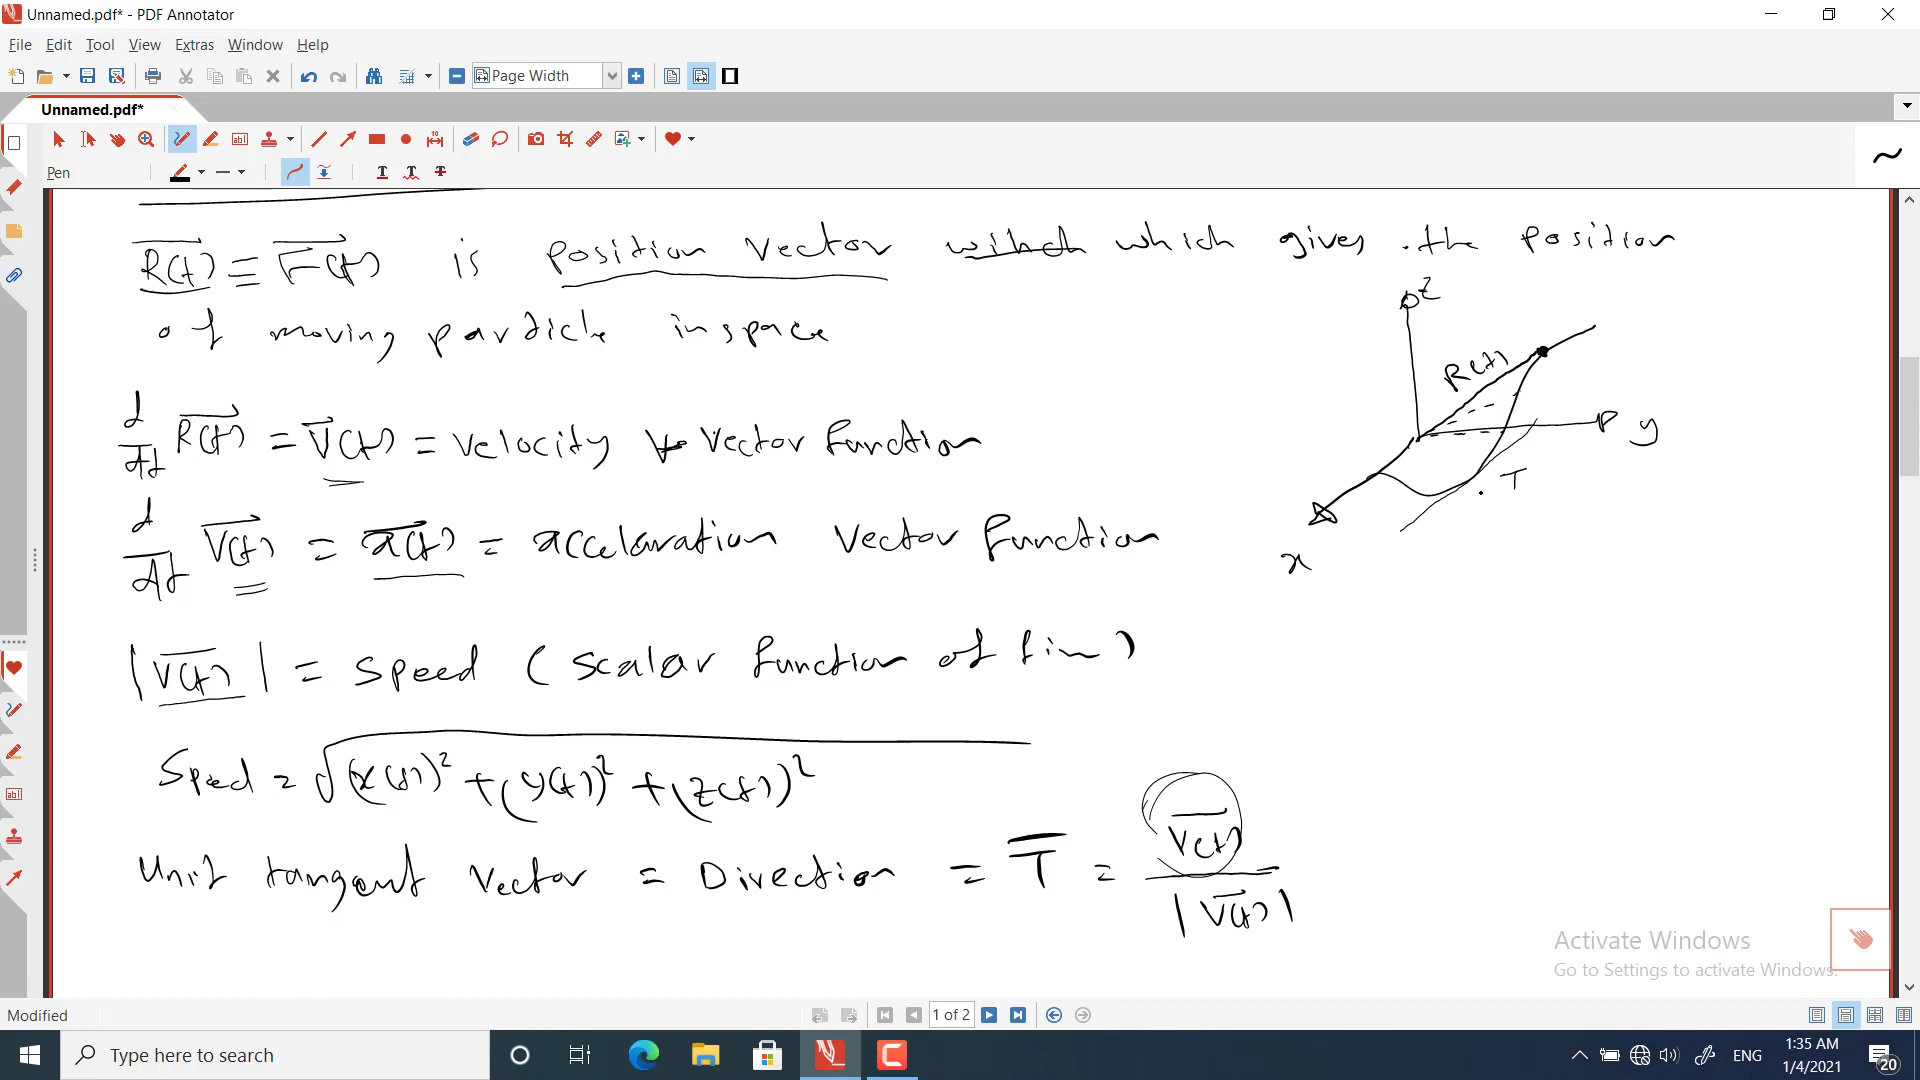 Unnamed.pdf* - PDF Annotator
File Edit Tool View Extras Window Help
Page Width
Unnamed.pdf*
Pen
R(t) ≡ F(t) is position vector which gives the position
of moving particle in space
z
R(t)
y
T
x
d/dt R(t) = V(t) = velocity vector function
d/dt V(t) = a(t) = accelaration vector function
|V(t)| = speed (scalar function of tim)
Speed = √(x(t))² + (y(t))² + (z(t))²
Unit tangent vector = Direction = T = V(t) / |V(t)|
Activate Windows
Go to Settings to activate Windows.
Modified
1 of 2
Type here to search
ENG
1:35 AM
1/4/2021
20